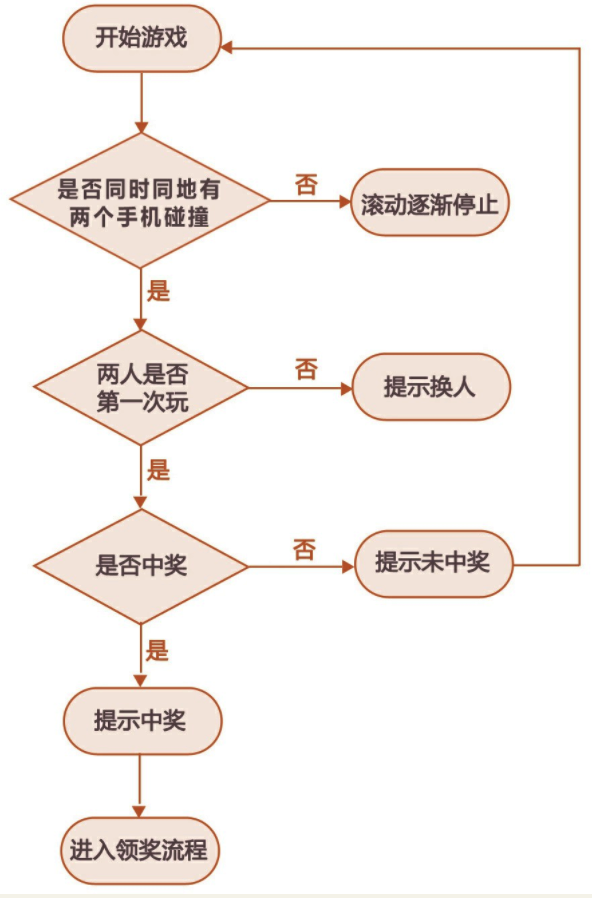 开始游戏
是否同时同地有
两个手机碰撞
否
滚动逐渐停止
是
两人是否
第一次玩
否
提示换人
是
是否中奖
否
提示未中奖
是
提示中奖
进入领奖流程